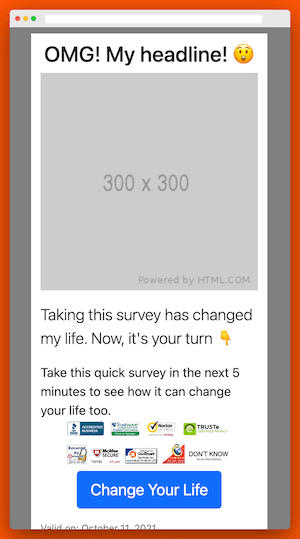 OMG! My headline! 😲
300 x 300
Powered by HTML.COM
Taking this survey has changed
my life. Now, it's your turn 👇
Take this quick survey in the next 5
minutes to see how it can change
your life too.
ACCREDITED BUSINESS Trustwave Norton TRUSTe
McAfee SECURE DON'T KNOW
Change Your Life
Valid on: October 11, 2021